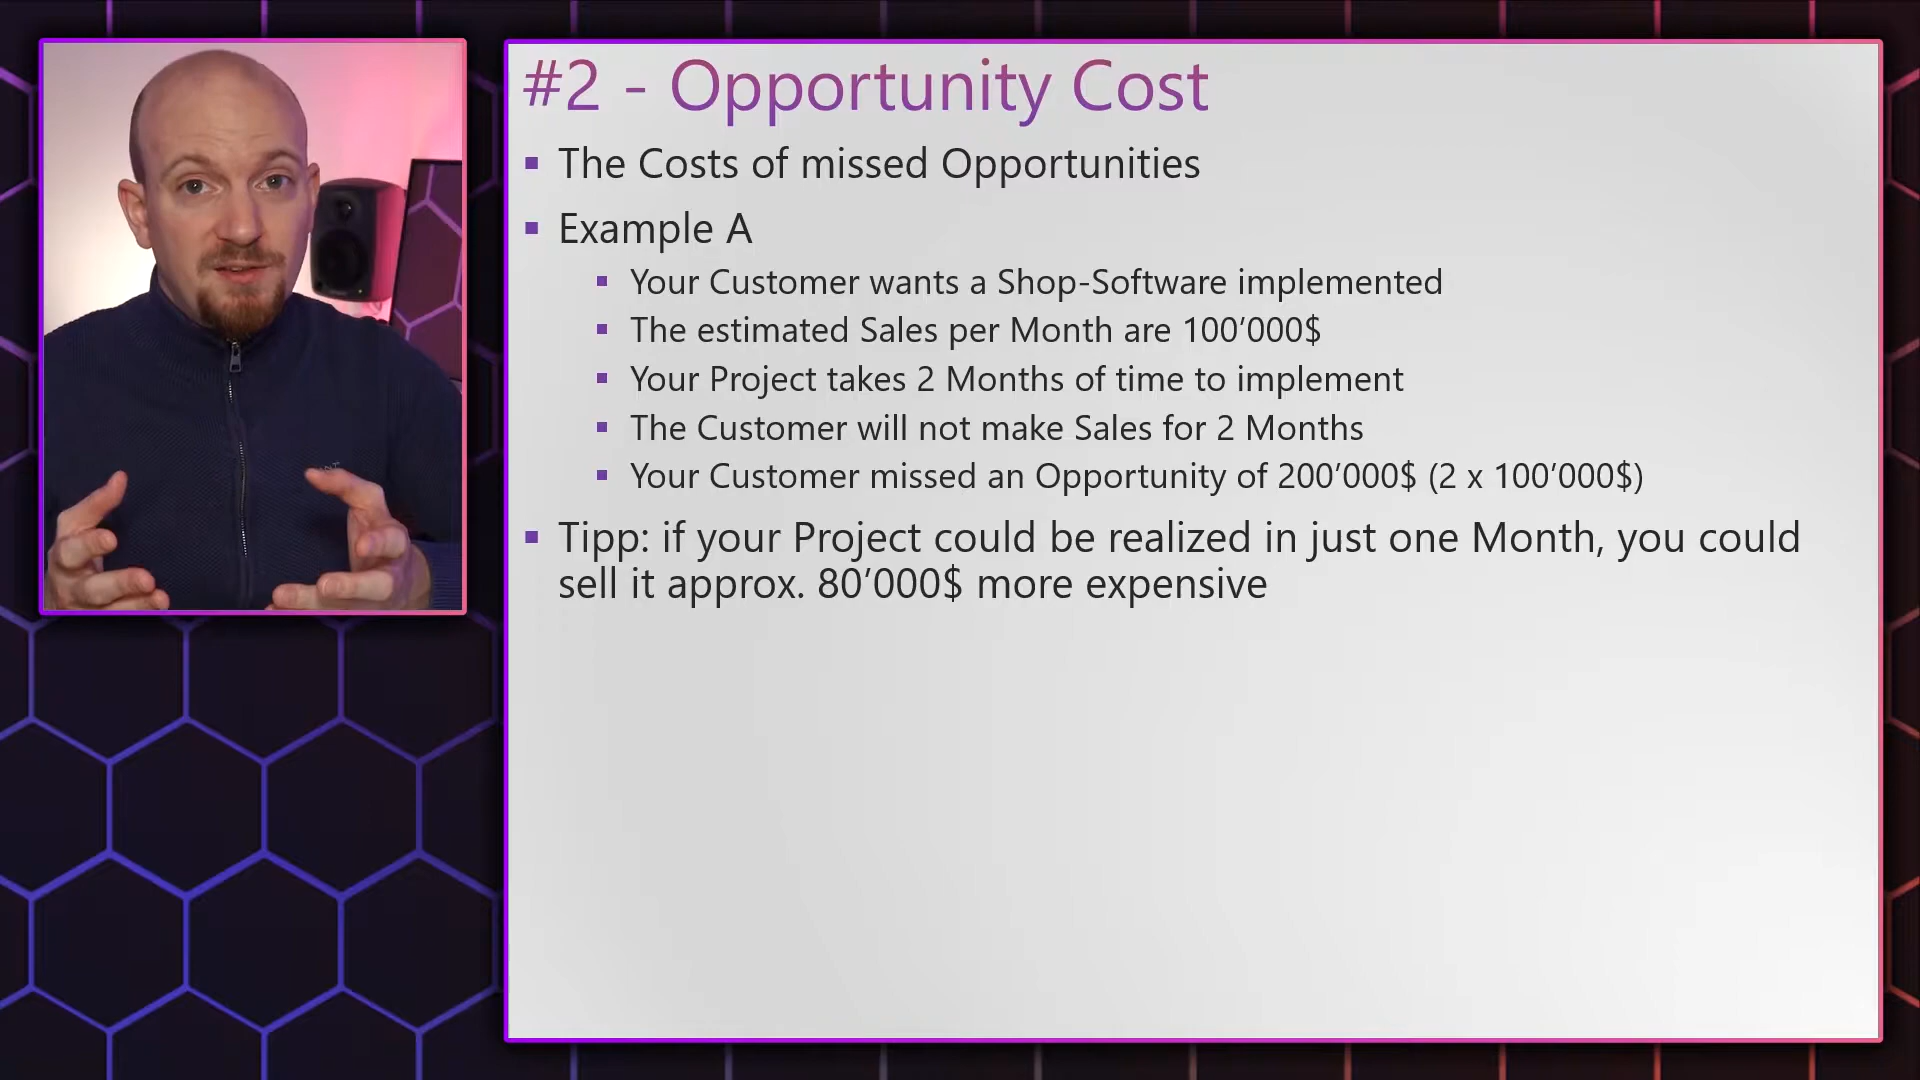 #2 - Opportunity Cost
The Costs of missed Opportunities
Example A
Your Customer wants a Shop-Software implemented
The estimated Sales per Month are 100’000$
Your Project takes 2 Months of time to implement
The Customer will not make Sales for 2 Months
Your Customer missed an Opportunity of 200’000$ (2 x 100’000$)
Tipp: if your Project could be realized in just one Month, you could
sell it approx. 80’000$ more expensive